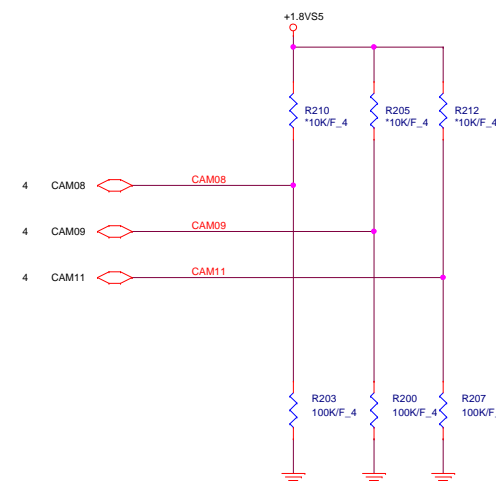 +1.8VS5
R210 R205 R212
*10K/F_4 *10K/F_4 *10K/F_4
4 CAM08 CAM08
4 CAM09 CAM09
4 CAM11 CAM11
R203 R200 R207
100K/F_4 100K/F_4 100K/F_